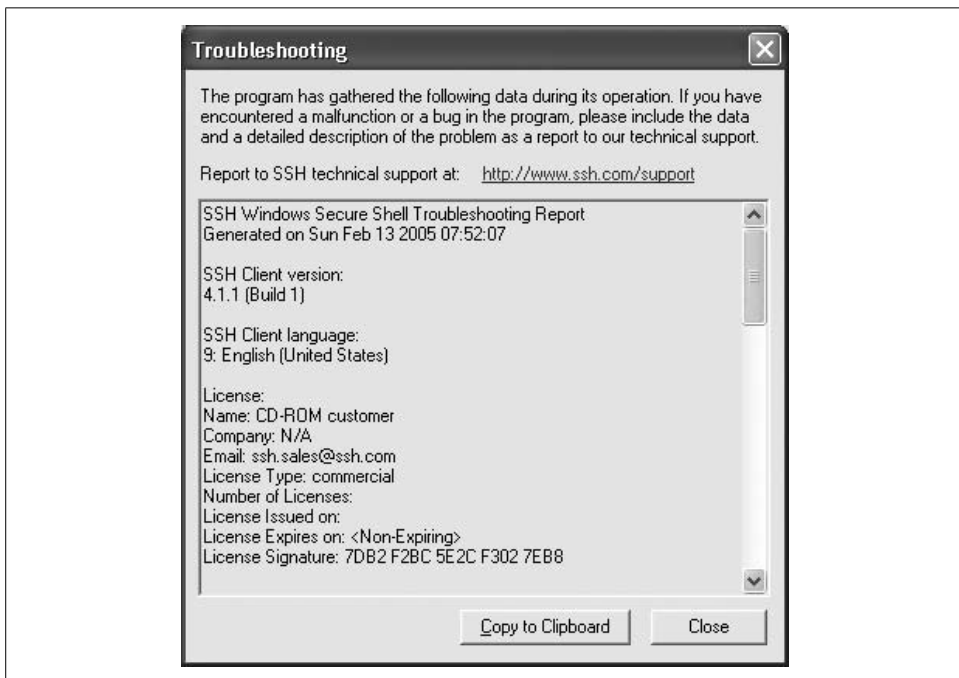 Troubleshooting
The program has gathered the following data during its operation. If you have
encountered a malfunction or a bug in the program, please include the data
and a detailed description of the problem as a report to our technical support.
Report to SSH technical support at: http://www.ssh.com/support
SSH Windows Secure Shell Troubleshooting Report
Generated on Sun Feb 13 2005 07:52:07
SSH Client version:
4.1.1 (Build 1)
SSH Client language:
9: English (United States)
License:
Name: CD-ROM customer
Company: N/A
Email: ssh.sales@ssh.com
License Type: commercial
Number of Licenses:
License Issued on:
License Expires on: <Non-Expiring>
License Signature: 7DB2 F2BC 5E2C F302 7EB8
Copy to Clipboard
Close